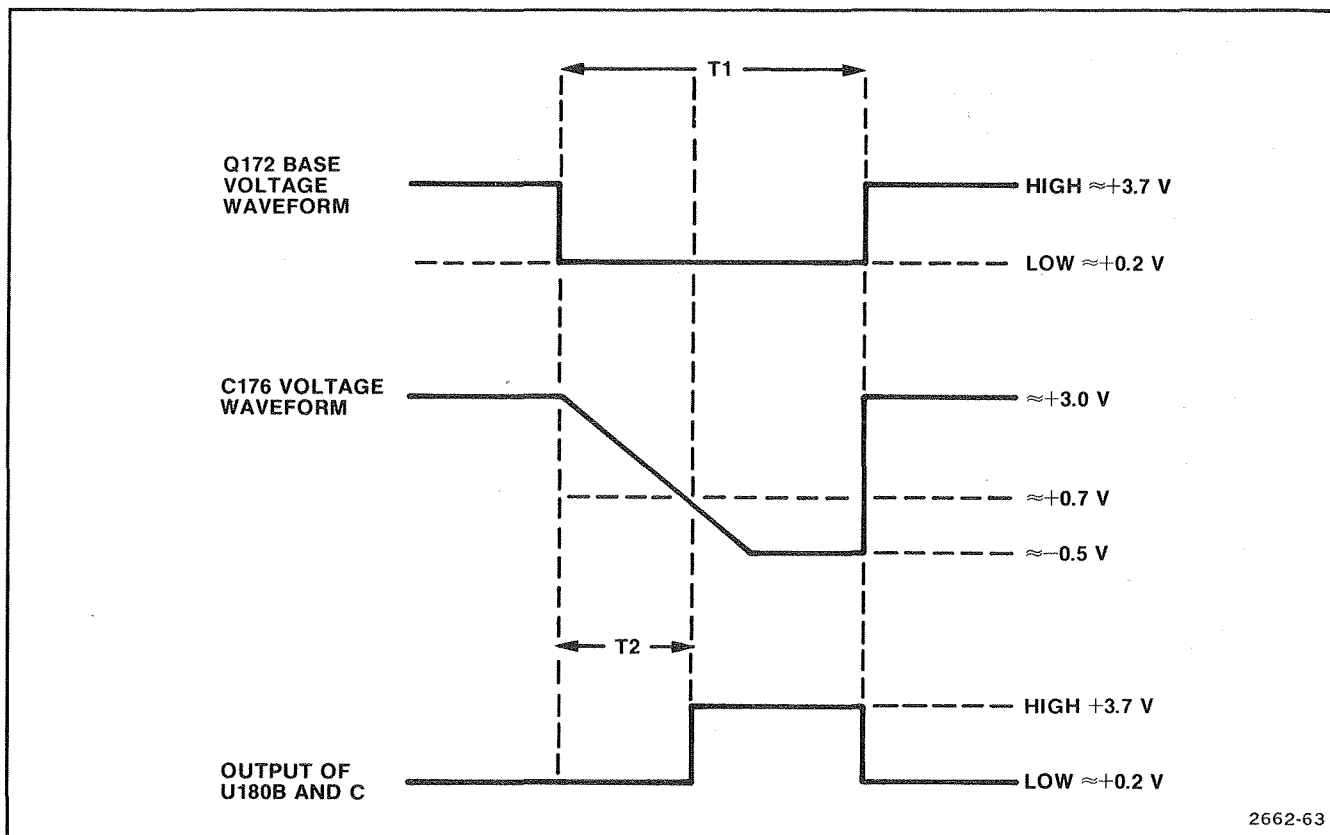 T1
Q172 BASE
VOLTAGE
WAVEFORM
HIGH ≈+3.7 V
LOW ≈+0.2 V
C176 VOLTAGE
WAVEFORM
≈+3.0 V
≈+0.7 V
≈−0.5 V
T2
HIGH +3.7 V
OUTPUT OF
U180B AND C
LOW ≈+0.2 V
2662-63